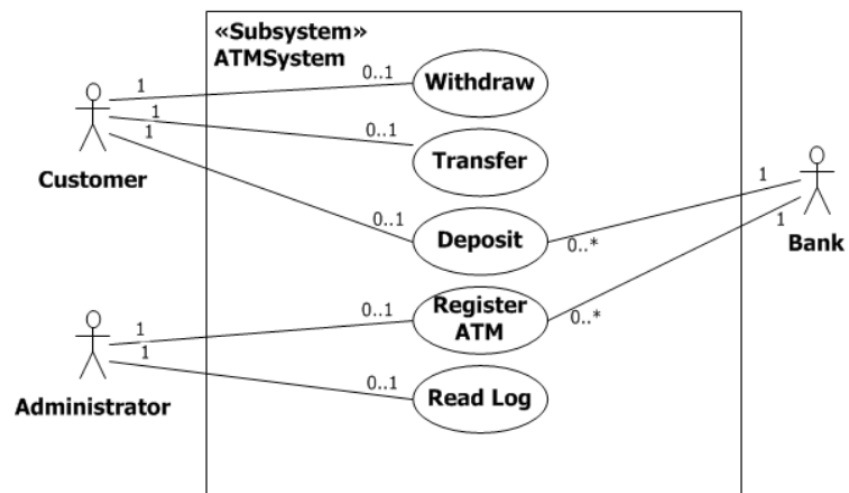 «Subsystem»
ATMSystem
1
0..1
Withdraw
1
0..1
Transfer
1
Customer
0..1
Deposit
0..*
1
1
Bank
1
0..1
Register
ATM
0..*
1
0..1
Read Log
Administrator